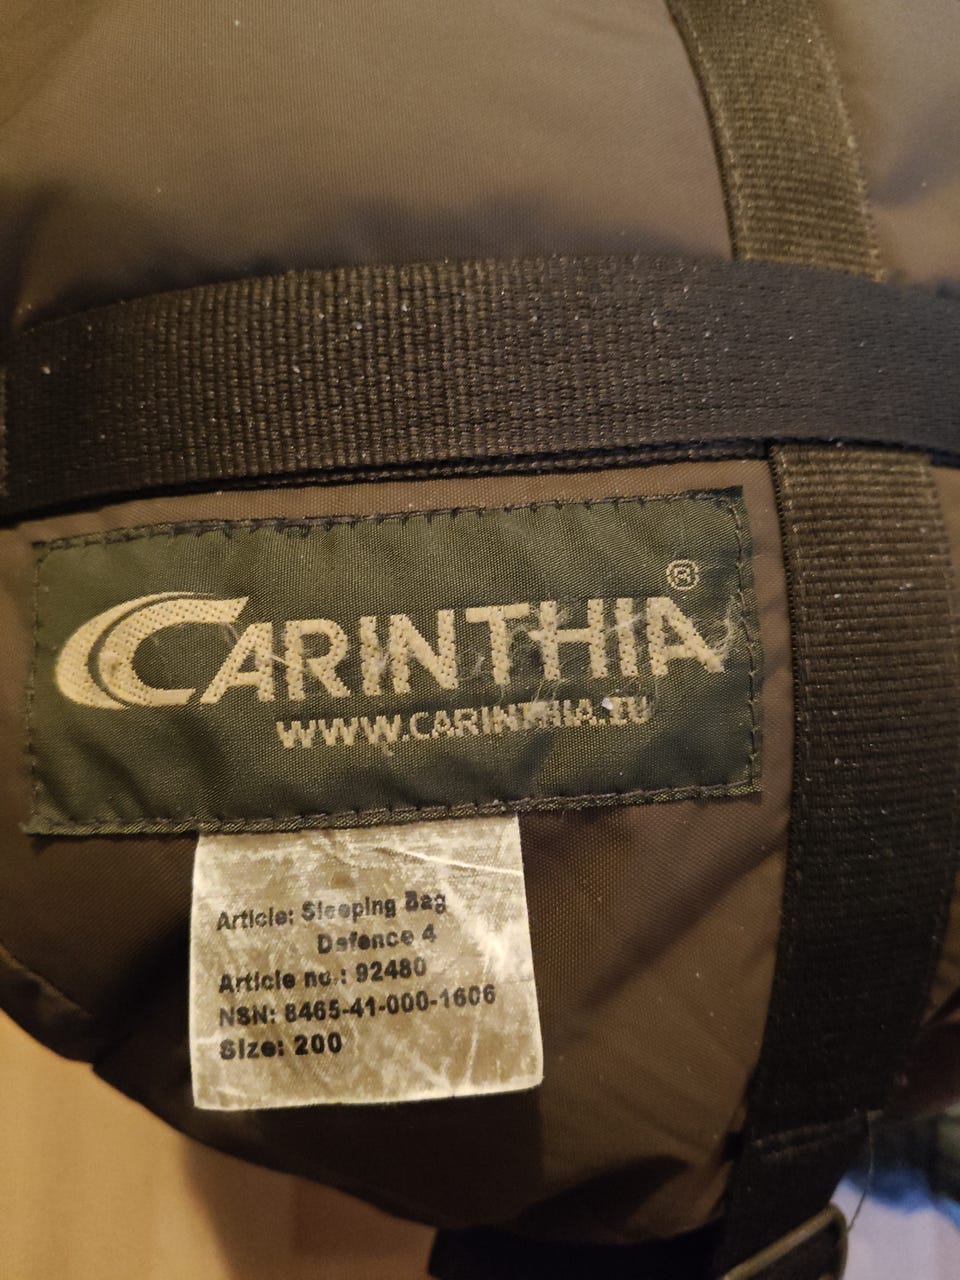 CARINTHIA®
WWW.CARINTHIA.EU
Article: Sleeping Bag
Defence 4
Article no.: 92480
NSN: 8465-41-000-1606
Size: 200